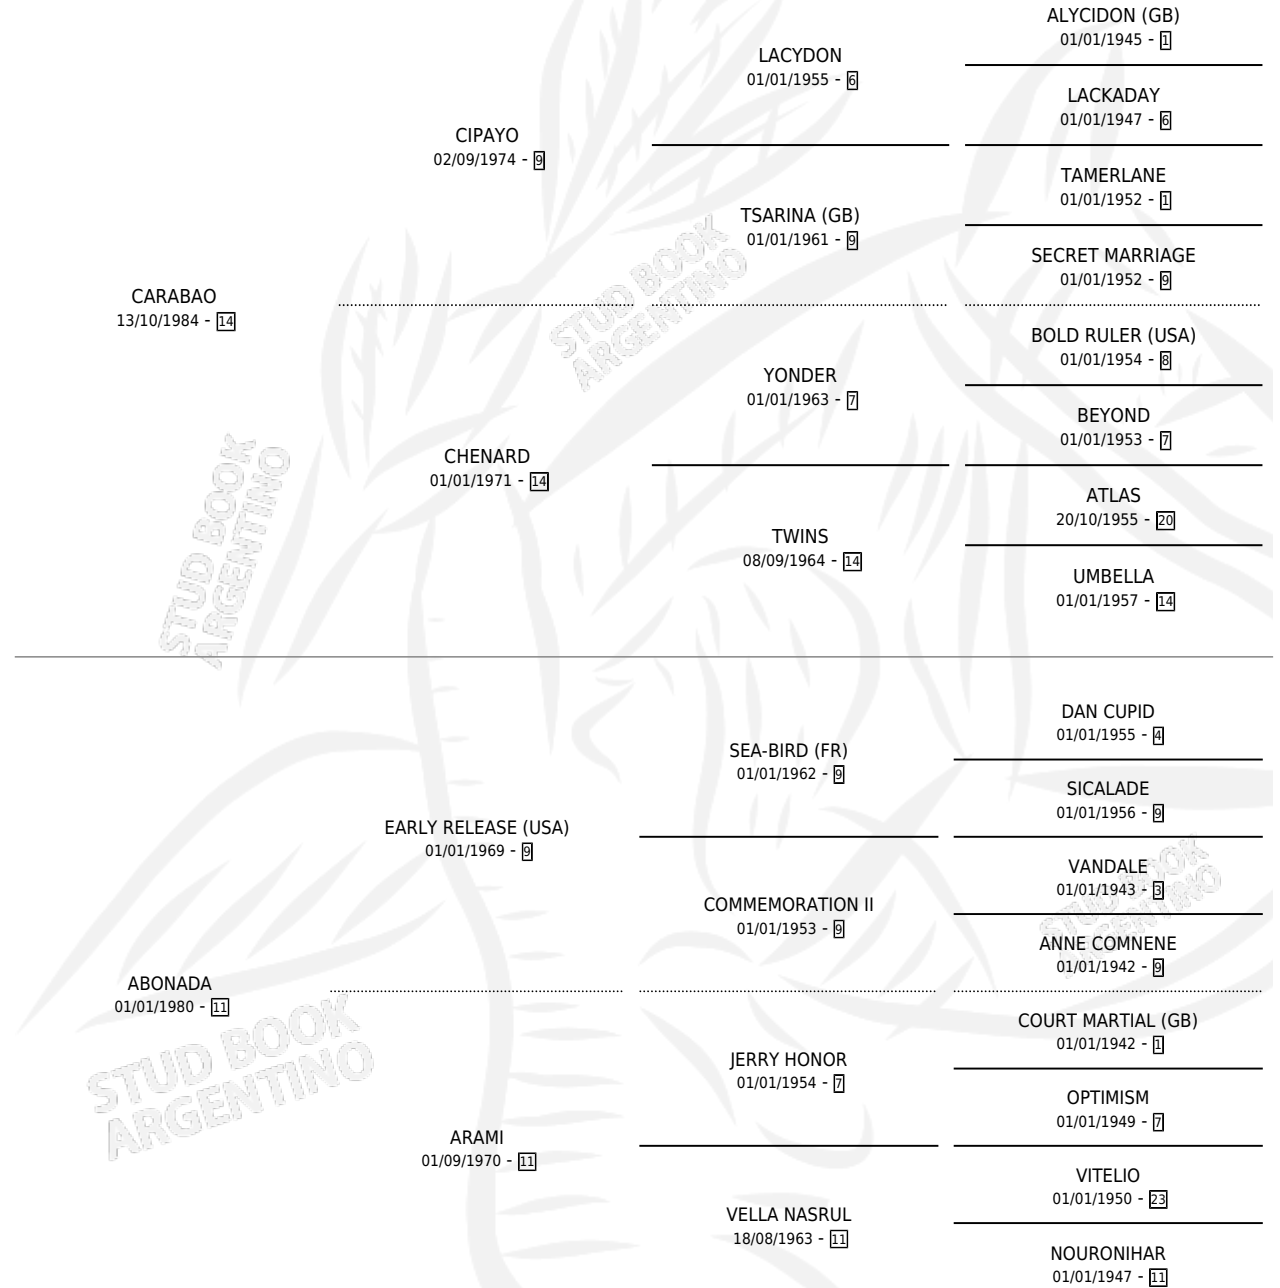 ALYCIDON (GB)
01/01/1945 - 1
LACYDON
01/01/1955 - 6
LACKADAY
01/01/1947 - 6
CIPAYO
02/09/1974 - 9
TAMERLANE
01/01/1952 - 1
TSARINA (GB)
01/01/1961 - 9
SECRET MARRIAGE
01/01/1952 - 9
CARABAO
13/10/1984 - 14
STUD BOOK
ARGENTINO
BOLD RULER (USA)
01/01/1954 - 8
YONDER
01/01/1963 - 7
BEYOND
01/01/1953 - 7
CHENARD
01/01/1971 - 14
ATLAS
20/10/1955 - 20
TWINS
08/09/1964 - 14
UMBELLA
01/01/1957 - 14
STUD BOOK
ARGENTINO
DAN CUPID
01/01/1955 - 4
SEA-BIRD (FR)
01/01/1962 - 9
SICALADE
01/01/1956 - 9
EARLY RELEASE (USA)
01/01/1969 - 9
VANDALE
01/01/1943 - 3
COMMEMORATION II
01/01/1953 - 9
STUD BOOK
ARGENTINO
ANNE COMNENE
01/01/1942 - 9
ABONADA
01/01/1980 - 11
STUD BOOK
ARGENTINO
COURT MARTIAL (GB)
01/01/1942 - 1
JERRY HONOR
01/01/1954 - 7
OPTIMISM
01/01/1949 - 7
ARAMI
01/09/1970 - 11
VITELIO
01/01/1950 - 23
VELLA NASRUL
18/08/1963 - 11
NOURONIHAR
01/01/1947 - 11